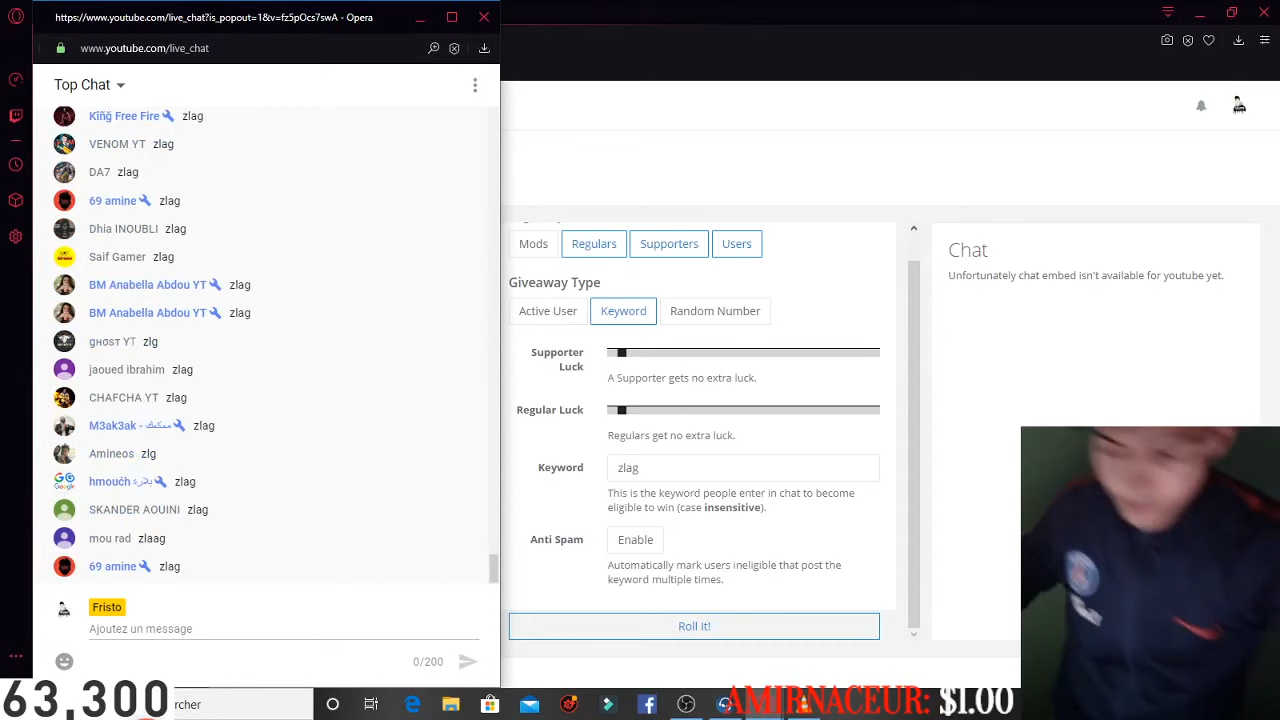 https://www.youtube.com/live_chat?is_popout=1&v=fz5pOcs7swA - Opera
www.youtube.com/live_chat
Top Chat
Kîñğ Free Fire zlag
VENOM YT zlag
DA7 zlag
69 amine zlag
Dhia INOUBLI zlag
Saif Gamer zlag
BM Anabella Abdou YT zlag
BM Anabella Abdou YT zlag
gнσsт YT zlg
jaoued ibrahim zlag
CHAFCHA YT zlag
M3ak3ak - معكعك zlag
Amineos zlg
hmoućh بلارة zlag
SKANDER AOUINI zlag
mou rad zlaag
69 amine zlag
Fristo
Ajoutez un message
0/200
63,300
rcher
Mods Regulars Supporters Users
Giveaway Type
Active User Keyword Random Number
Supporter Luck
A Supporter gets no extra luck.
Regular Luck
Regulars get no extra luck.
Keyword zlag
This is the keyword people enter in chat to become
eligible to win (case insensitive).
Anti Spam Enable
Automatically mark users ineligible that post the
keyword multiple times.
Roll It!
Chat
Unfortunately chat embed isn't available for youtube yet.
AMIRNACEUR: $1.00